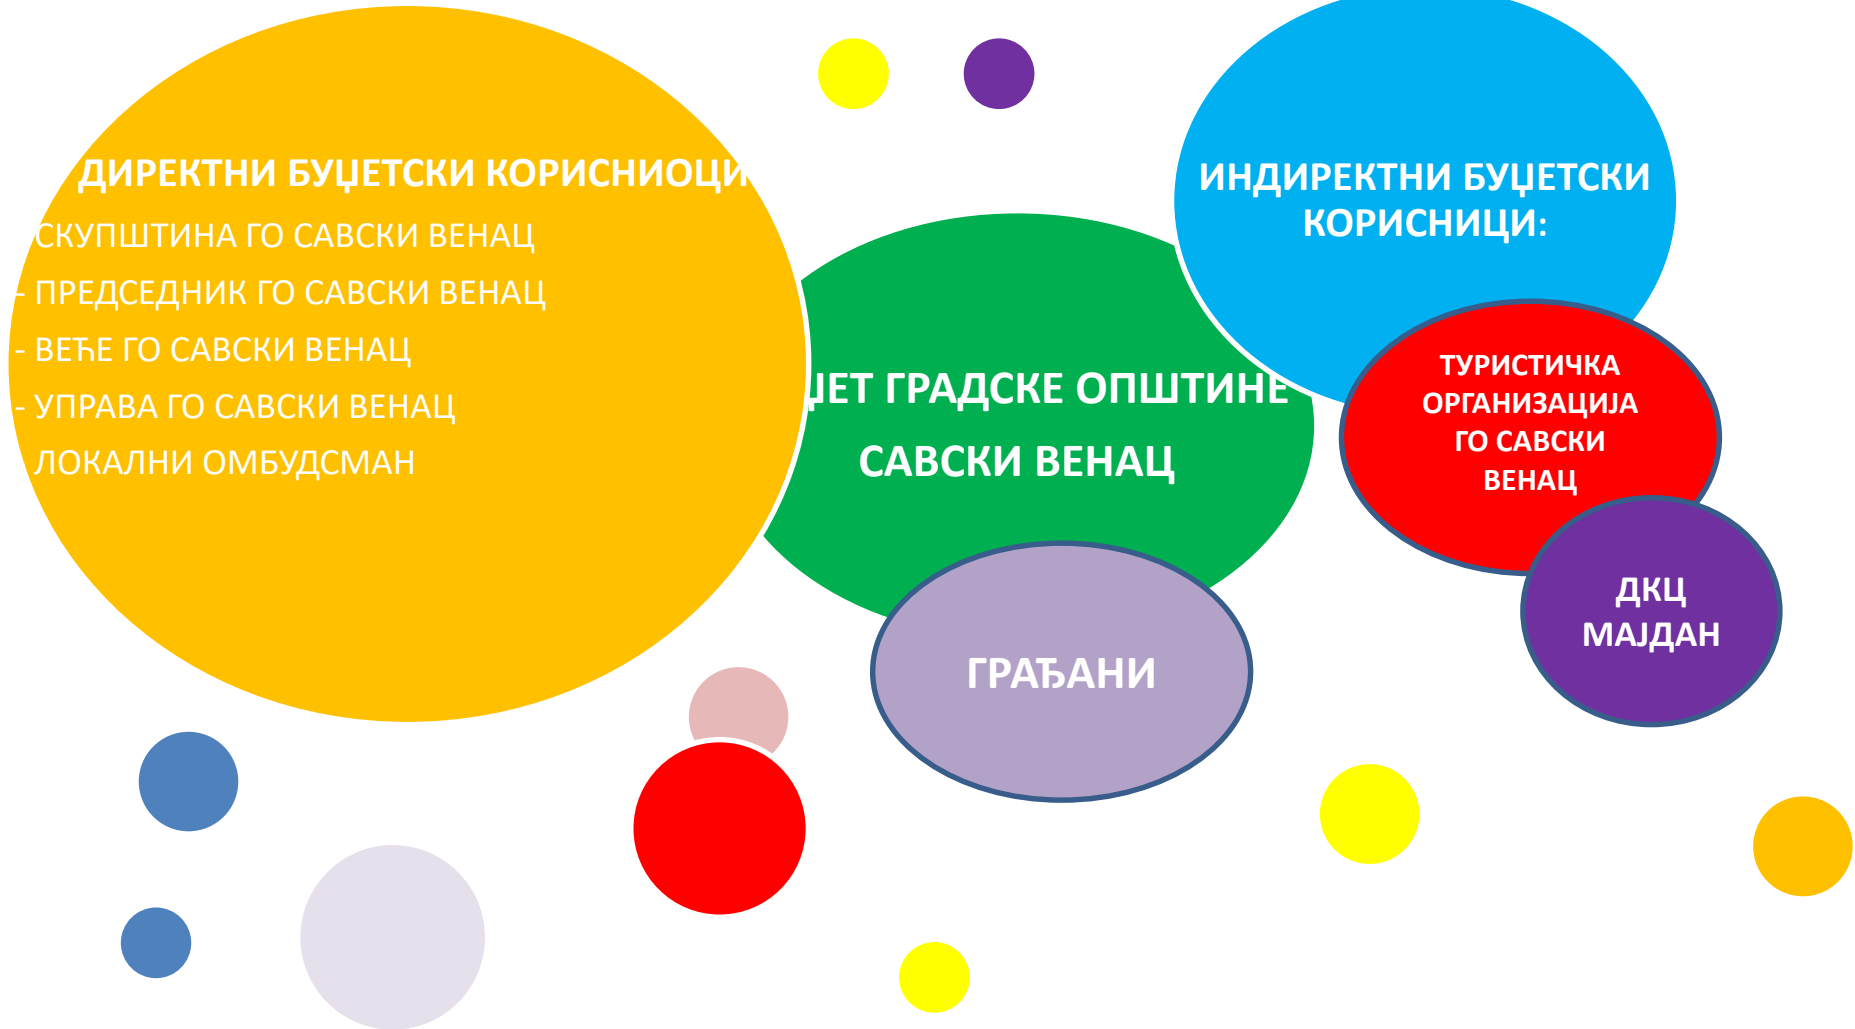 ДИРЕКТНИ БУЏЕТСКИ КОРИСНИОЦИ
СКУПШТИНА ГО САВСКИ ВЕНАЦ
- ПРЕДСЕДНИК ГО САВСКИ ВЕНАЦ
- ВЕЋЕ ГО САВСКИ ВЕНАЦ
- УПРАВА ГО САВСКИ ВЕНАЦ
ЛОКАЛНИ ОМБУДСМАН
ЏЕТ ГРАДСКЕ ОПШТИНЕ
САВСКИ ВЕНАЦ
ИНДИРЕКТНИ БУЏЕТСКИ
КОРИСНИЦИ:
ТУРИСТИЧКА
ОРГАНИЗАЦИЈА
ГО САВСКИ
ВЕНАЦ
ДКЦ
МАЈДАН
ГРАЂАНИ